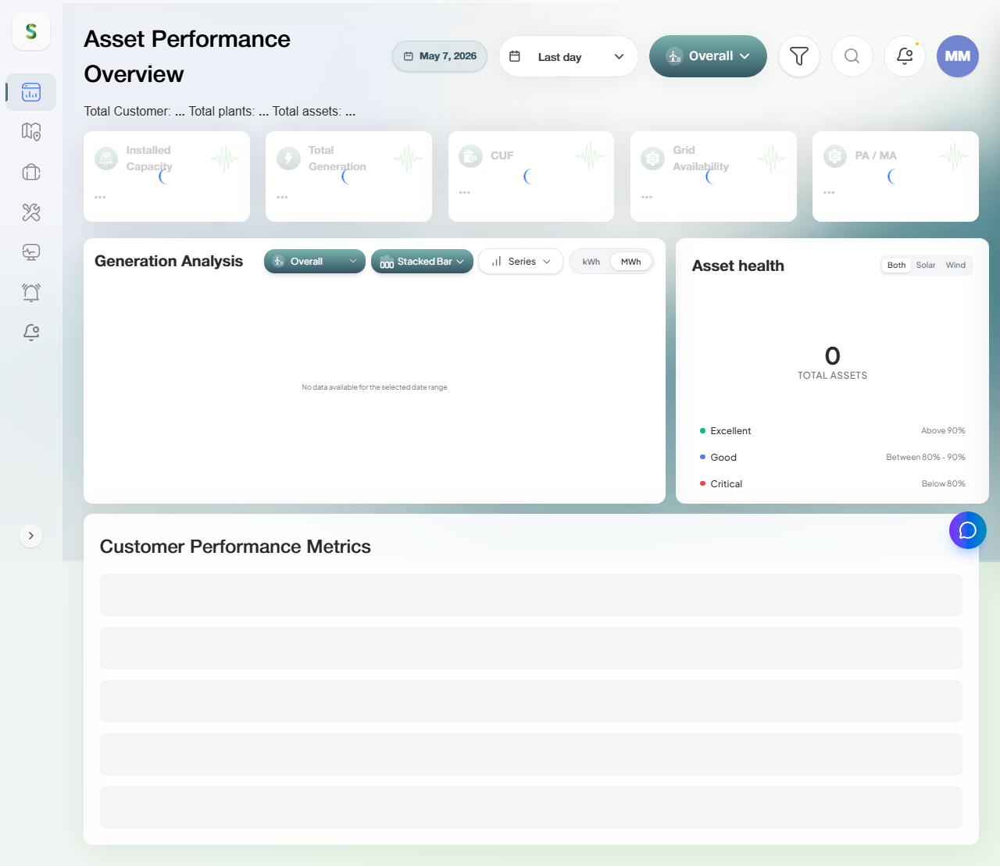 S
Asset Performance
Overview
May 7, 2026
Last day
Overall
MM
Total Customer: ... Total plants: ... Total assets: ...
Installed
Capacity
...
Total
Generation
...
CUF
...
Grid
Availability
...
PA / MA
...
Generation Analysis
Overall
Stacked Bar
Series
kWh
MWh
No data available for the selected date range
Asset health
Both
Solar
Wind
0
TOTAL ASSETS
Excellent
Above 90%
Good
Between 80% - 90%
Critical
Below 80%
Customer Performance Metrics